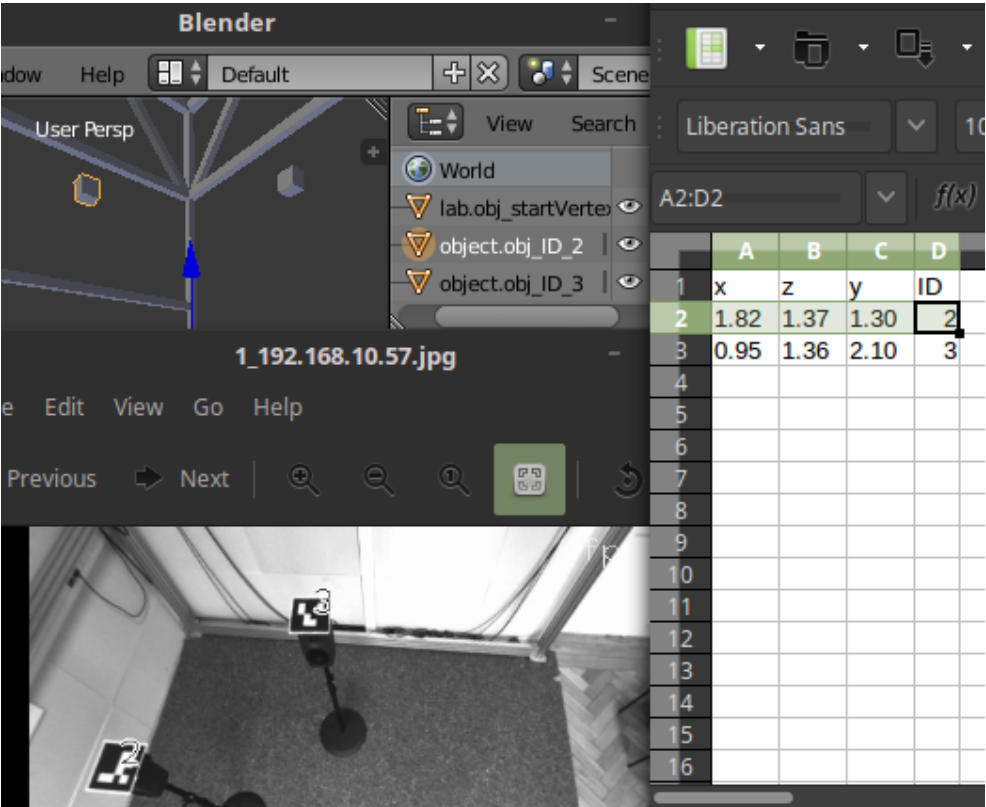 Blender
Help
Default
Scene
User Persp
View
Search
World
lab.obj_startVerte
object.obj_ID_2
object.obj_ID_3
1_192.168.10.57.jpg
Edit View Go Help
Previous Next
3
2
Liberation Sans
10
A2:D2
f(x)
A B C D
1 x z y ID
2 1.82 1.37 1.30 2
3 0.95 1.36 2.10 3
4
5
6
7
8
9
10
11
12
13
14
15
16